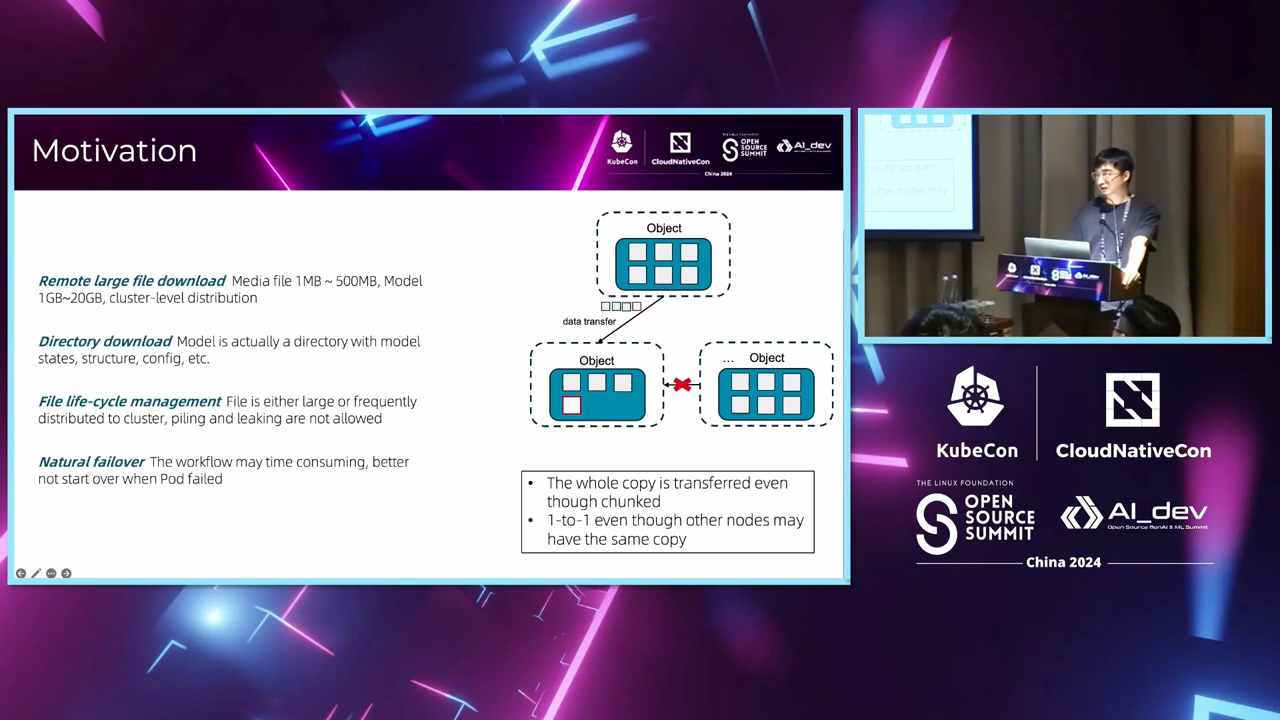 Motivation
KubeCon
CloudNativeCon
THE LINUX FOUNDATION
OPEN
SOURCE
SUMMIT
AI_dev
China 2024
Remote large file download Media file 1MB ~ 500MB, Model
1GB~20GB, cluster-level distribution
Directory download Model is actually a directory with model
states, structure, config, etc.
File life-cycle management File is either large or frequently
distributed to cluster, piling and leaking are not allowed
Natural failover The workflow may time consuming, better
not start over when Pod failed
Object
data transfer
Object
... Object
• The whole copy is transferred even
though chunked
• 1-to-1 even though other nodes may
have the same copy
KubeCon
CloudNativeCon
THE LINUX FOUNDATION
OPEN
SOURCE
SUMMIT
AI_dev
Open Source GenAI & ML Summit
China 2024